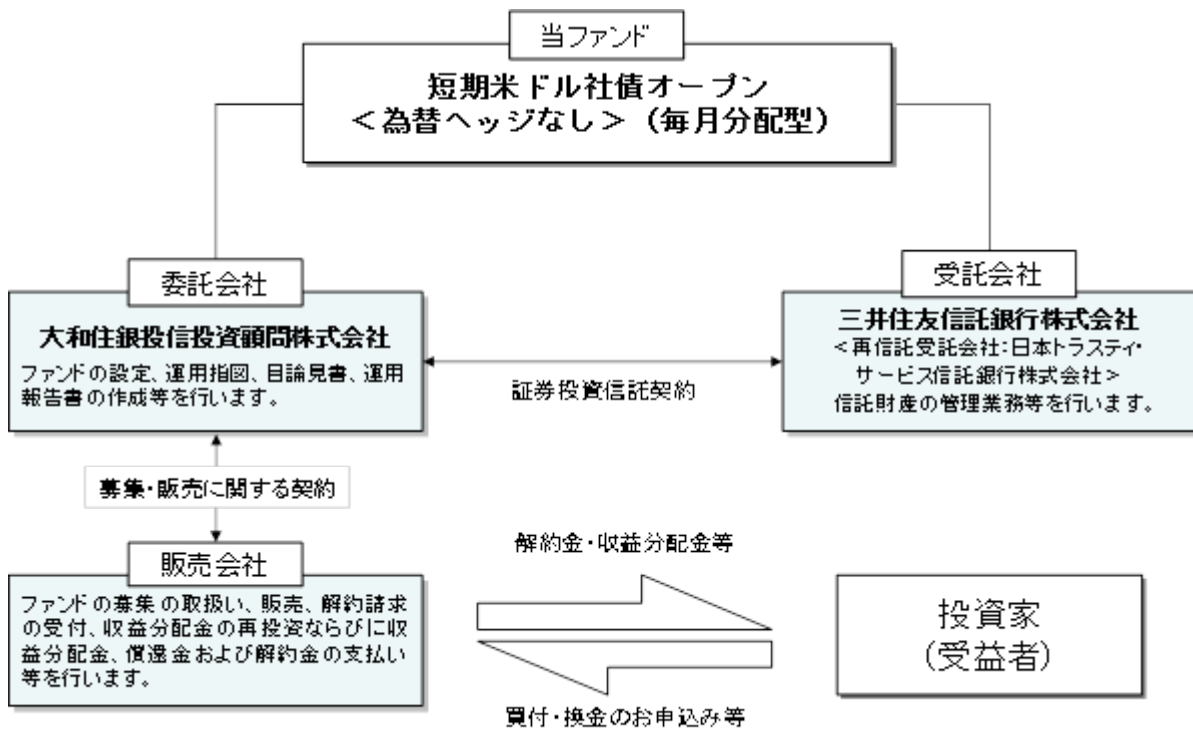 当ファンド
短期米ドル社債オープン
＜為替ヘッジなし＞（毎月分配型）
委託会社
大和住銀投信投資顧問株式会社
ファンドの設定、運用指図、目論見書、運用
報告書の作成等を行います。
受託会社
三井住友信託銀行株式会社
＜再信託受託会社：日本トラスティ・
サービス信託銀行株式会社＞
信託財産の管理業務等を行います。
証券投資信託契約
募集・販売に関する契約
販売会社
ファンドの募集の取扱い、販売、解約請求
の受付、収益分配金の再投資ならびに収
益分配金、償還金および解約金の支払い
等を行います。
解約金・収益分配金等
買付・換金のお申込み等
投資家
（受益者）